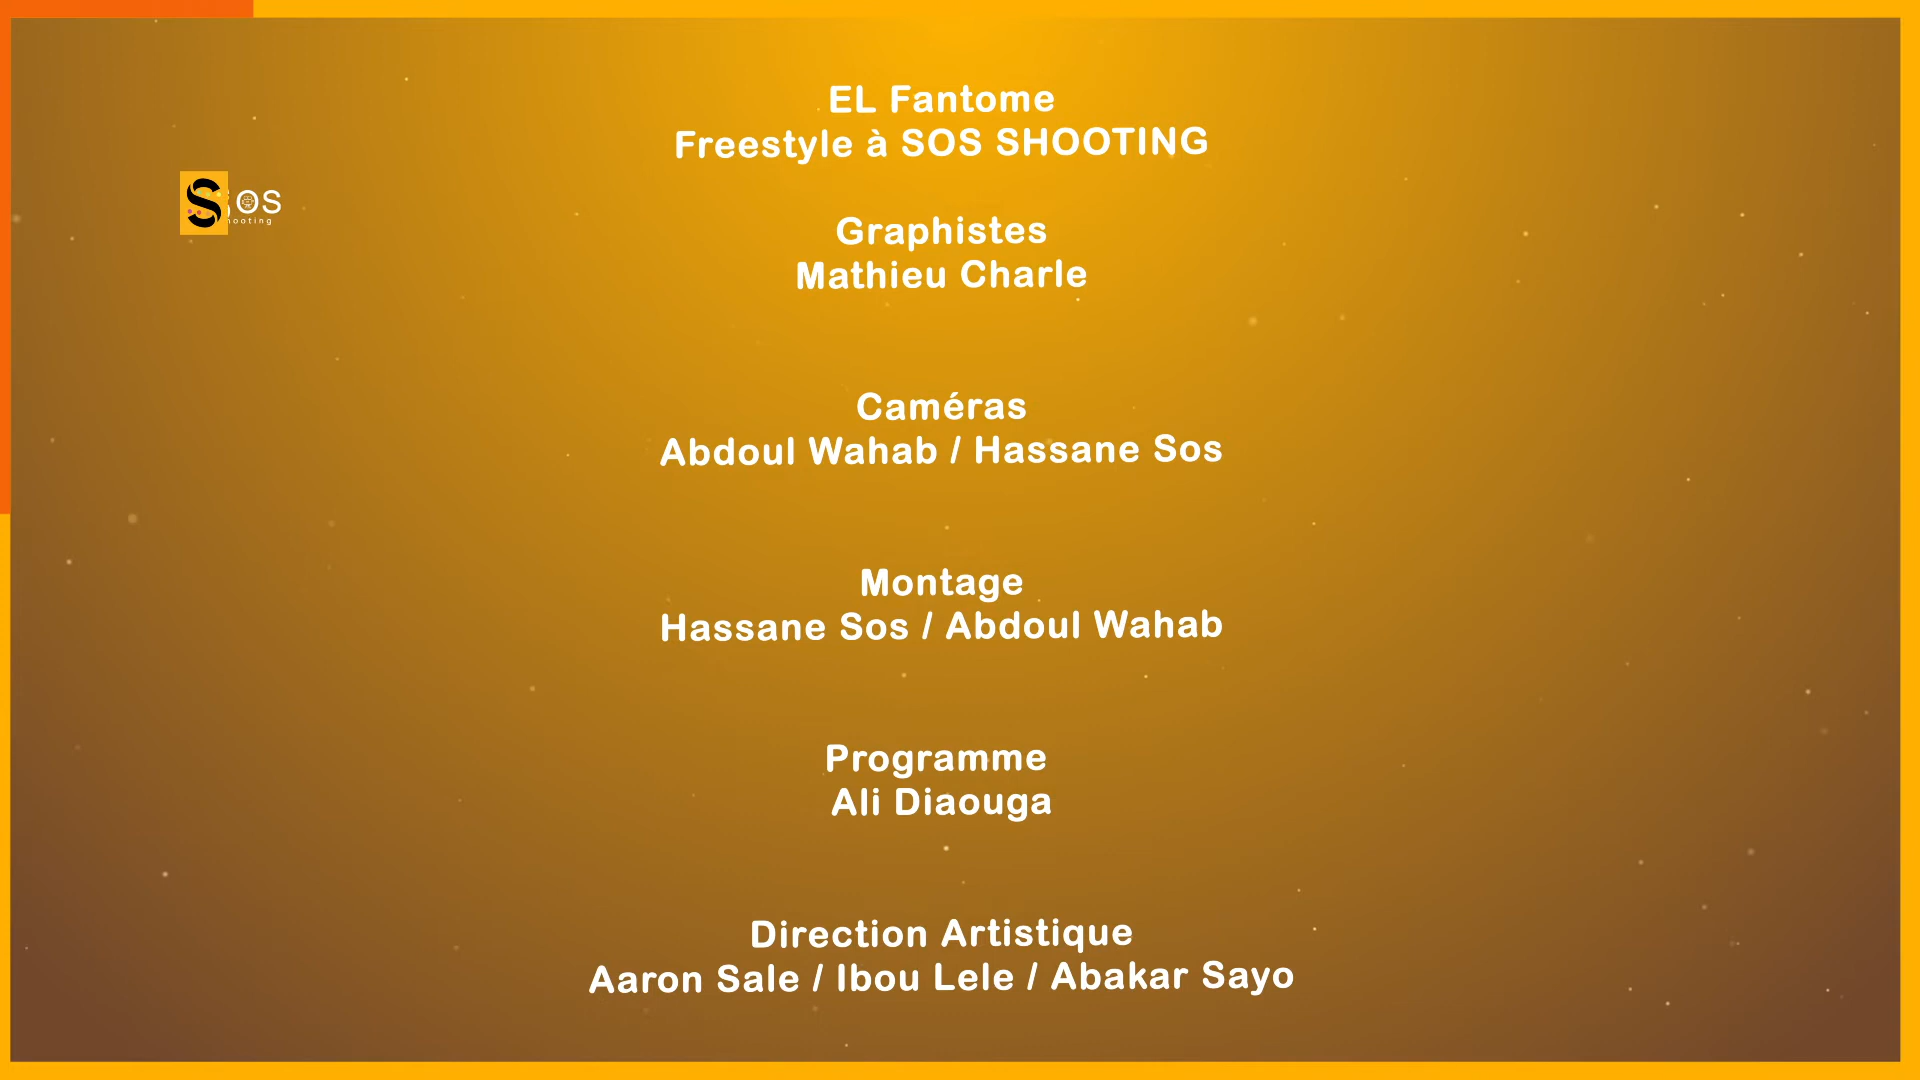 EL Fantome
Freestyle à SOS SHOOTING
SOS
Graphistes
Mathieu Charle
Caméras
Abdoul Wahab / Hassane Sos
Montage
Hassane Sos / Abdoul Wahab
Programme
Ali Diaouga
Direction Artistique
Aaron Sale / Ibou Lele / Abakar Sayo